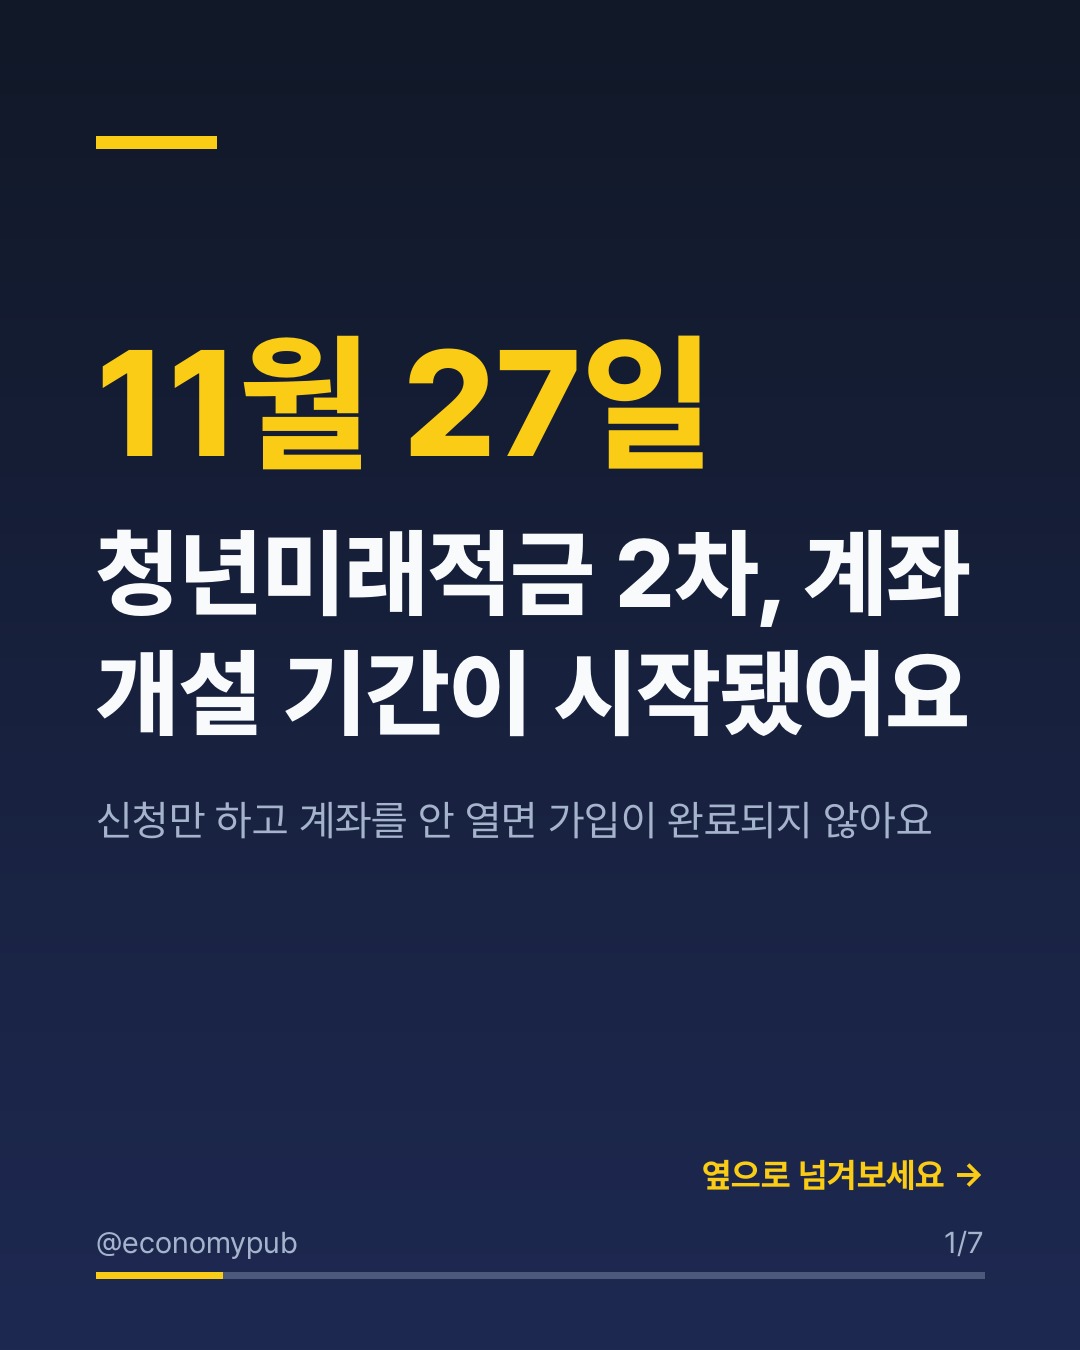 11월 27일
청년미래적금 2차, 계좌
개설 기간이 시작됐어요
신청만 하고 계좌를 안 열면 가입이 완료되지 않아요
옆으로 넘겨보세요 →
@economypub
1/7